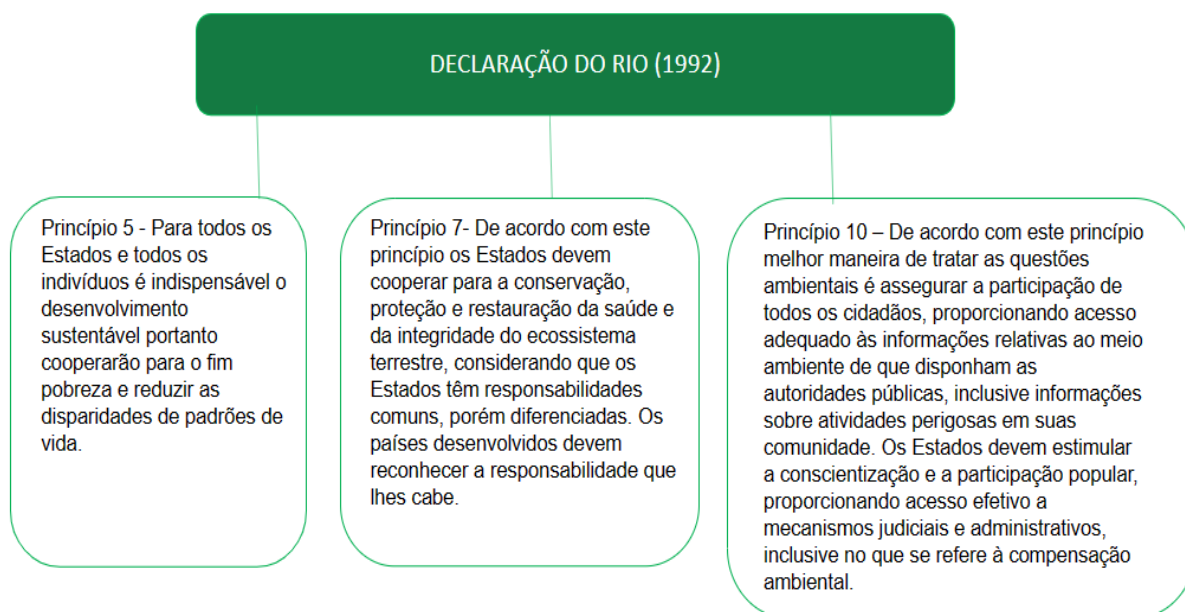 DECLARAÇÃO DO RIO (1992)
Princípio 5 - Para todos os
Estados e todos os
indivíduos é indispensável o
desenvolvimento
sustentável portanto
cooperarão para o fim
pobreza e reduzir as
disparidades de padrões de
vida.
Princípio 7- De acordo com este
princípio os Estados devem
cooperar para a conservação,
proteção e restauração da saúde e
da integridade do ecossistema
terrestre, considerando que os
Estados têm responsabilidades
comuns, porém diferenciadas. Os
países desenvolvidos devem
reconhecer a responsabilidade que
lhes cabe.
Princípio 10 – De acordo com este princípio
melhor maneira de tratar as questões
ambientais é assegurar a participação de
todos os cidadãos, proporcionando acesso
adequado às informações relativas ao meio
ambiente de que disponham as
autoridades públicas, inclusive informações
sobre atividades perigosas em suas
comunidade. Os Estados devem estimular
a conscientização e a participação popular,
proporcionando acesso efetivo a
mecanismos judiciais e administrativos,
inclusive no que se refere à compensação
ambiental.